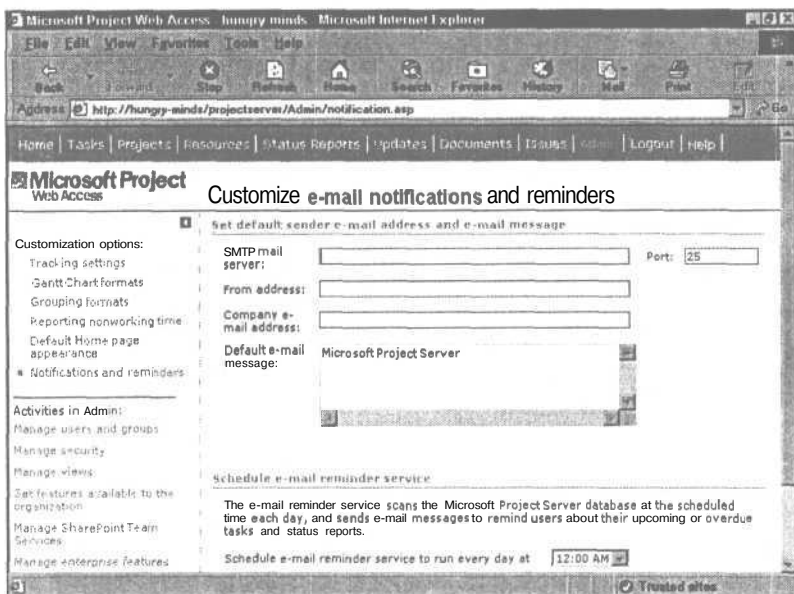 Microsoft Project Web Access - hungry minds - Microsoft Internet Explorer
File Edit View Favorites Tools Help
Back Forward Stop Refresh Home Search Favorites History Mail Print Edit
Address http://hungry-minds/projectserver/Admin/notification.asp Go
Home | Tasks | Projects | Resources | Status Reports | Updates | Documents | Issues | Admin | Logout | Help |
Microsoft Project
Web Access
Customize e-mail notifications and reminders
Set default sender e-mail address and e-mail message
Customization options:
Tracking settings
Gantt Chart formats
Grouping formats
Reporting nonworking time
Default Home page
appearance
Notifications and reminders
Activities in Admin:
Manage users and groups
Manage security
Manage views
Set features available to the
organization
Manage SharePoint Team
Services
Manage enterprise features
SMTP mail
server:
Port: 25
From address:
Company e-
mail address:
Default e-mail
message:
Microsoft Project Server
Schedule e-mail reminder service
The e-mail reminder service scans the Microsoft Project Server database at the scheduled
time each day, and sends e-mail messages to remind users about their upcoming or overdue
tasks and status reports.
Schedule e-mail reminder service to run every day at 12:00 AM
Trusted sites